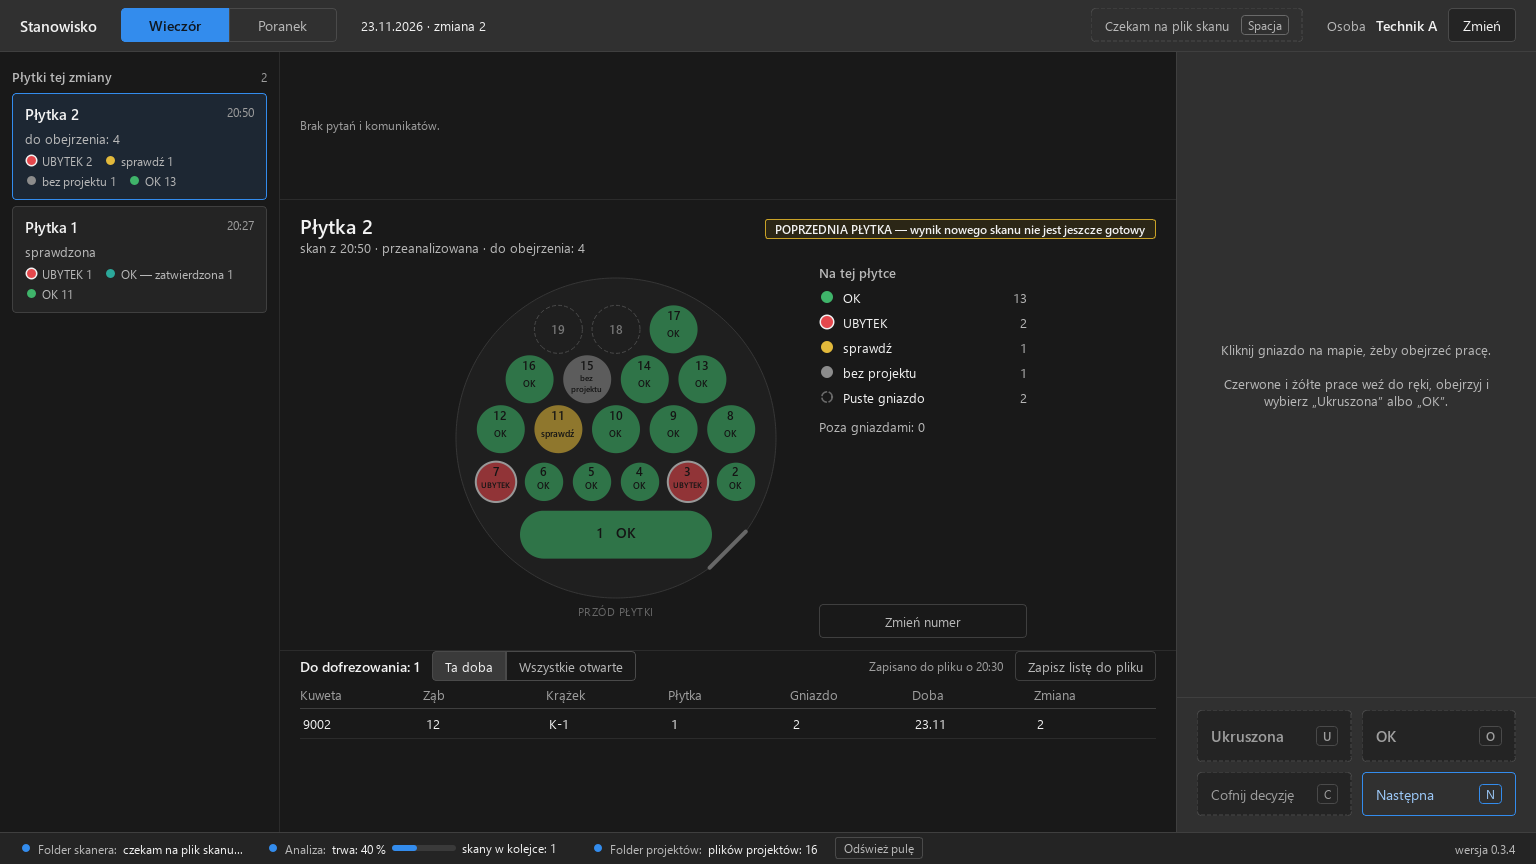 Stanowisko
Wieczór
Poranek
23.11.2026 · zmiana 2
Czekam na plik skanu
Spacja
Osoba
Technik A
Zmień
Płytki tej zmiany
2
Płytka 2
20:50
do obejrzenia: 4
UBYTEK 2
sprawdź 1
bez projektu 1
OK 13
Płytka 1
20:27
sprawdzona
UBYTEK 1
OK — zatwierdzona 1
OK 11
Brak pytań i komunikatów.
Płytka 2
skan z 20:50 · przeanalizowana · do obejrzenia: 4
POPRZEDNIA PŁYTKA — wynik nowego skanu nie jest jeszcze gotowy
19
18
17
OK
16
OK
15
bez
projektu
14
OK
13
OK
12
OK
11
sprawdź
10
OK
9
OK
8
OK
7
UBYTEK
6
OK
5
OK
4
OK
3
UBYTEK
2
OK
1 OK
PRZÓD PŁYTKI
Na tej płytce
OK 13
UBYTEK 2
sprawdź 1
bez projektu 1
Puste gniazdo 2
Poza gniazdami: 0
Zmień numer
Do dofrezowania: 1
Ta doba
Wszystkie otwarte
Zapisano do pliku o 20:30
Zapisz listę do pliku
Kuweta Ząb Krążek Płytka Gniazdo Doba Zmiana
9002 12 K-1 1 2 23.11 2
Kliknij gniazdo na mapie, żeby obejrzeć pracę.
Czerwone i żółte prace weź do ręki, obejrzyj i
wybierz „Ukruszona” albo „OK”.
Ukruszona U
OK O
Cofnij decyzję C
Następna N
Folder skanera: czekam na plik skanu…
Analiza: trwa: 40 %
skany w kolejce: 1
Folder projektów: plików projektów: 16
Odśwież pulę
wersja 0.3.4